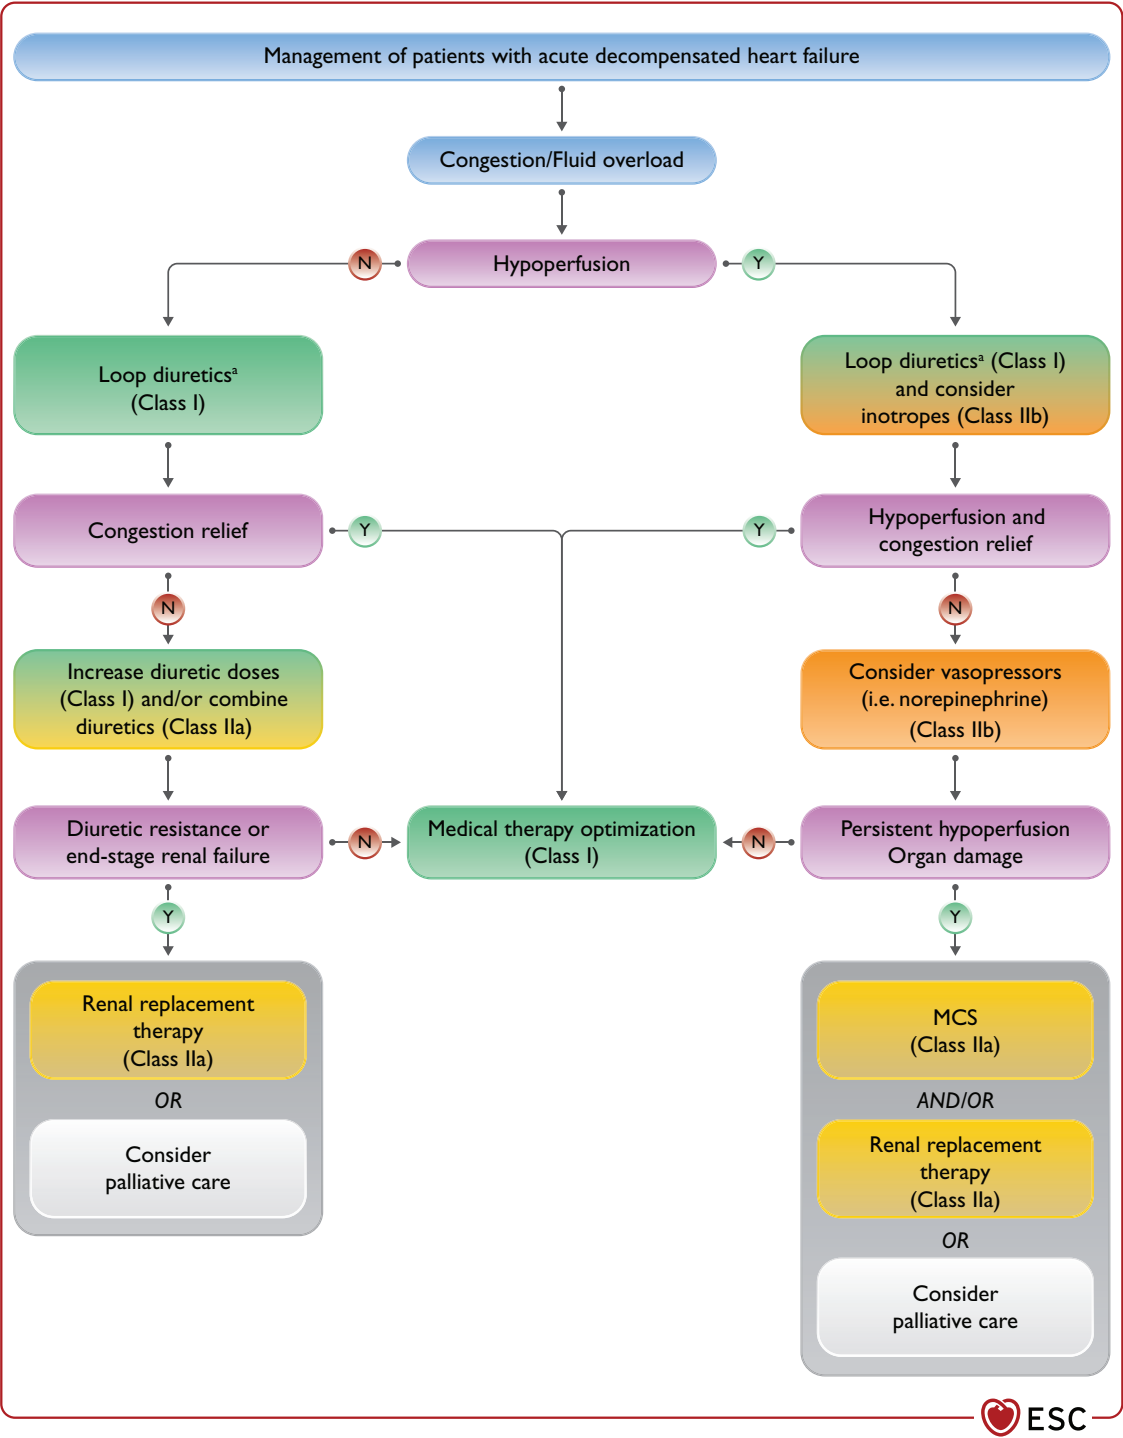 Management of patients with acute decompensated heart failure
Congestion/Fluid overload
N
Hypoperfusion
Y
Loop diureticsᵃ
(Class I)
Loop diureticsᵃ (Class I)
and consider
inotropes (Class IIb)
Congestion relief
Y
Y
Hypoperfusion and
congestion relief
N
N
Increase diuretic doses
(Class I) and/or combine
diuretics (Class IIa)
Consider vasopressors
(i.e. norepinephrine)
(Class IIb)
Diuretic resistance or
end-stage renal failure
N
Medical therapy optimization
(Class I)
N
Persistent hypoperfusion
Organ damage
Y
Y
Renal replacement
therapy
(Class IIa)
OR
Consider
palliative care
MCS
(Class IIa)
AND/OR
Renal replacement
therapy
(Class IIa)
OR
Consider
palliative care
ESC